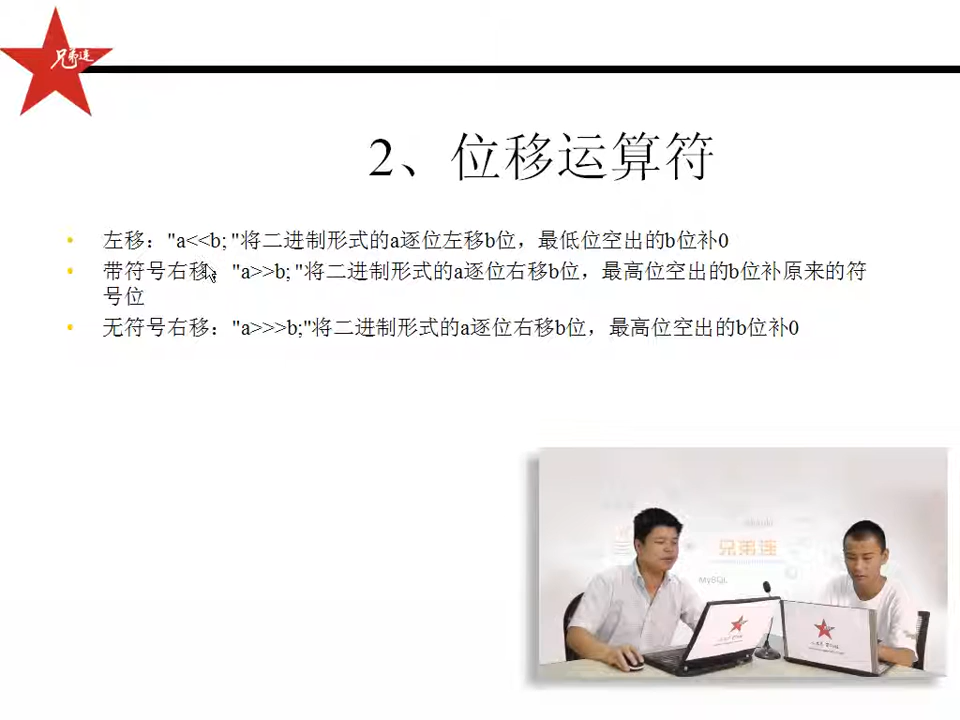 兄弟连
2、位移运算符
左移："a<<b; "将二进制形式的a逐位左移b位，最低位空出的b位补0
带符号右移："a>>b; "将二进制形式的a逐位右移b位，最高位空出的b位补原来的符
号位
无符号右移："a>>>b;"将二进制形式的a逐位右移b位，最高位空出的b位补0
兄弟连
MySQL